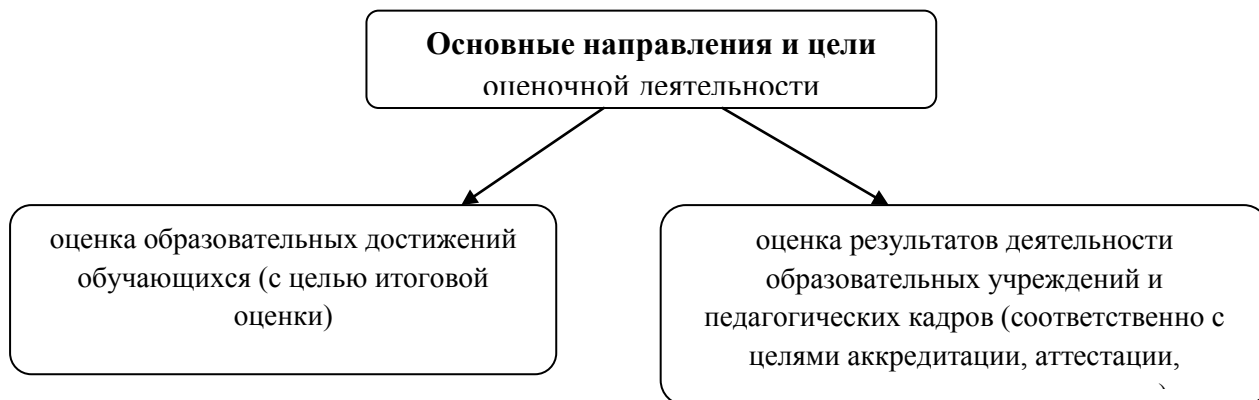 Основные направления и цели
оценочной деятельности
оценка образовательных достижений
обучающихся (с целью итоговой
оценки)
оценка результатов деятельности
образовательных учреждений и
педагогических кадров (соответственно с
целями аккредитации, аттестации,